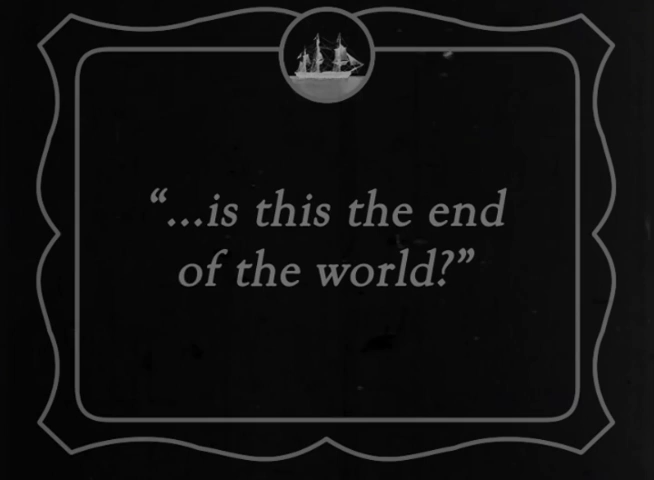 “...is this the end
of the world?”